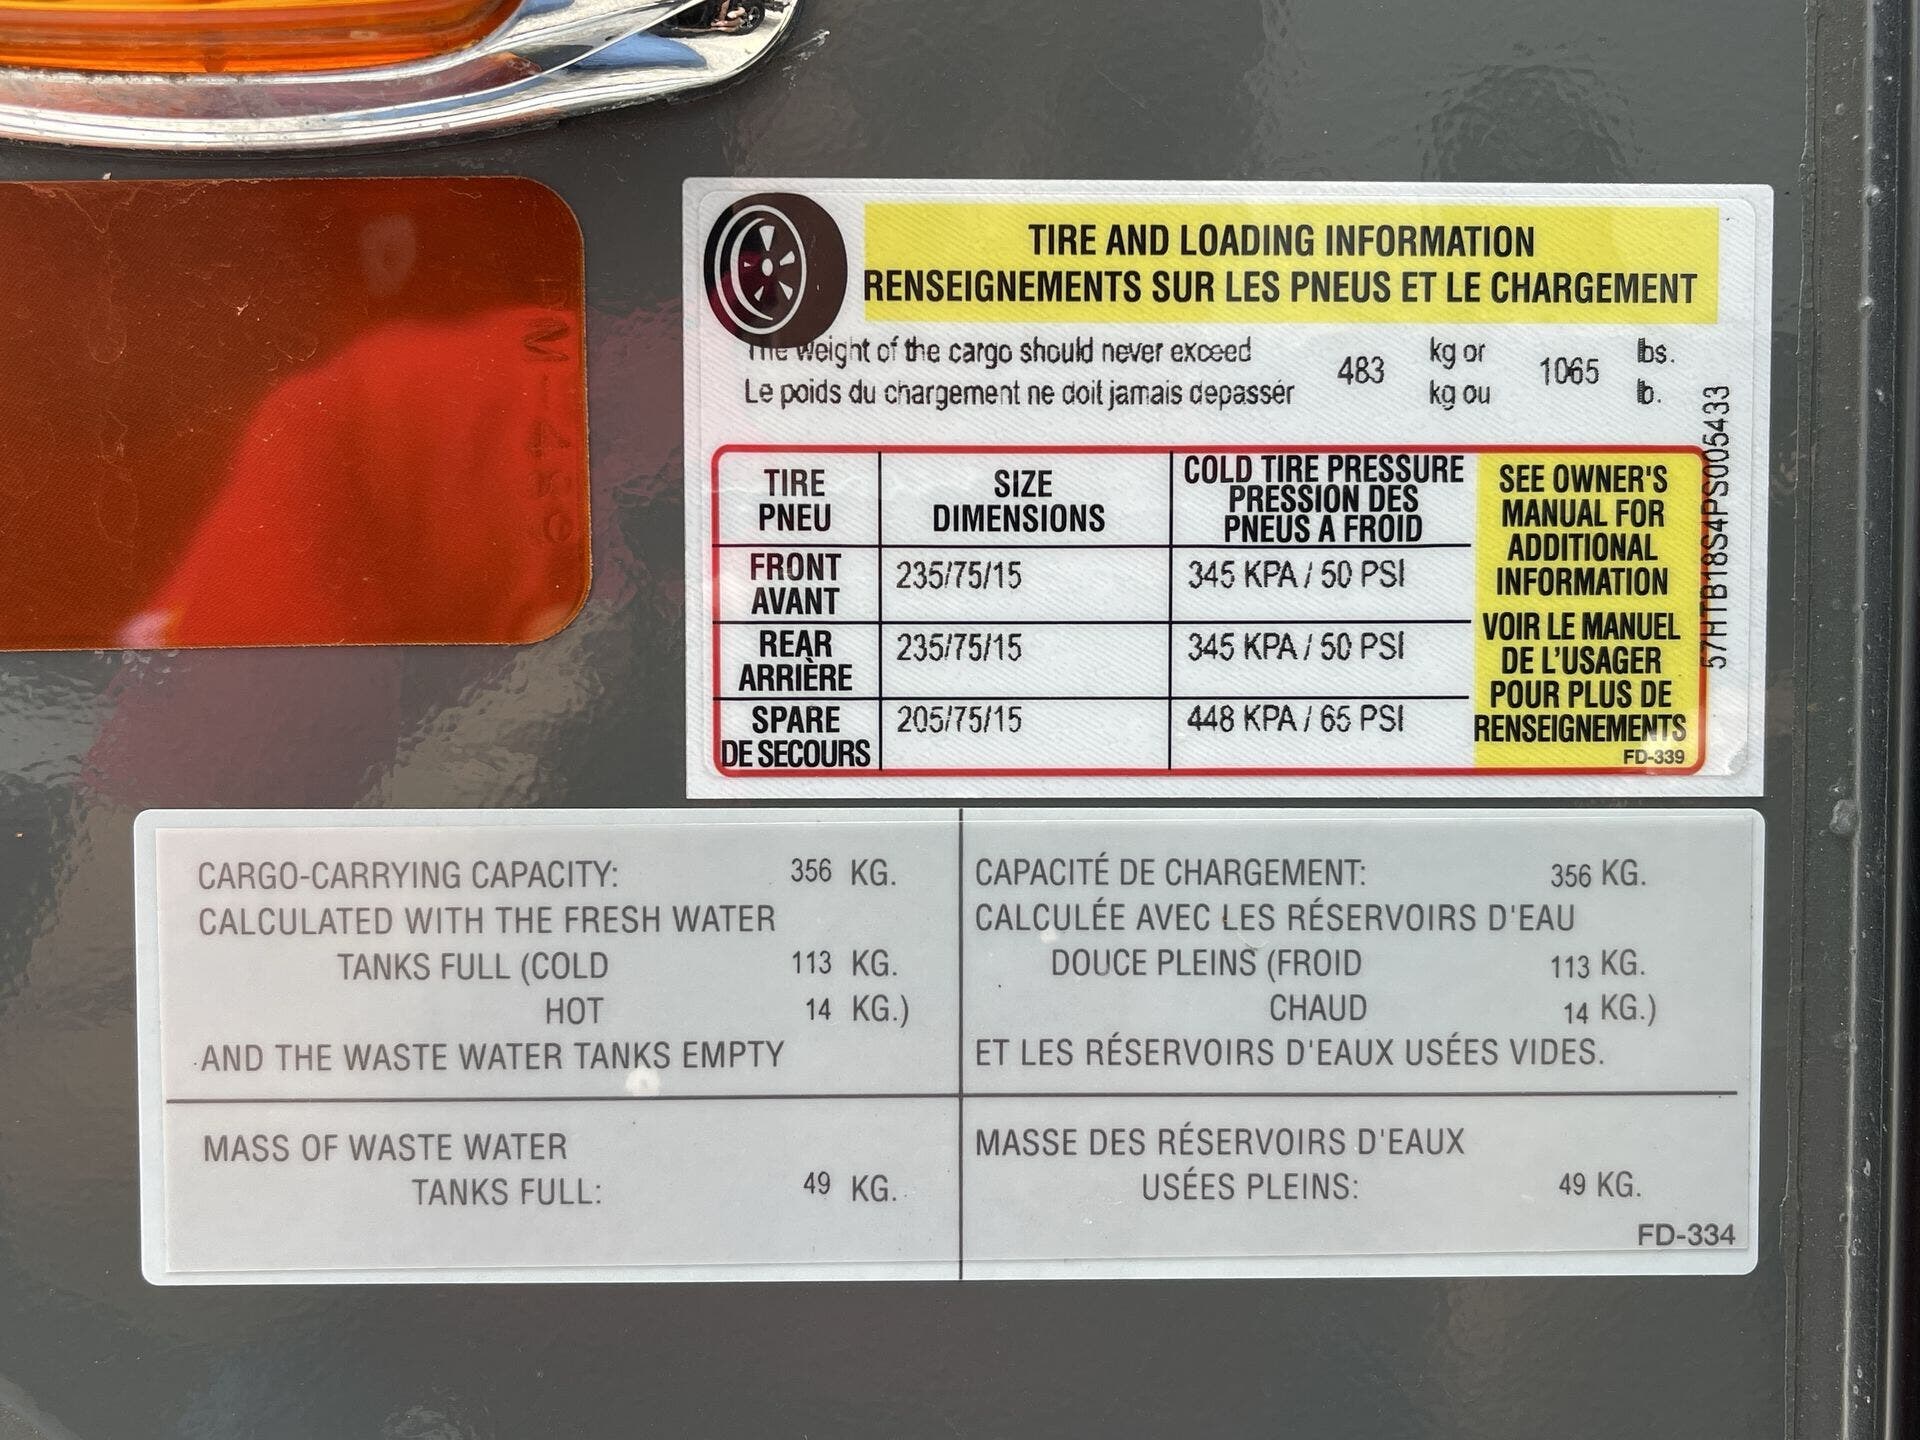 TIRE AND LOADING INFORMATION
RENSEIGNEMENTS SUR LES PNEUS ET LE CHARGEMENT
The weight of the cargo should never exceed 483 kg or 1065 lbs.
Le poids du chargement ne doit jamais depassér kg ou lb.
TIRE
PNEU
SIZE
DIMENSIONS
COLD TIRE PRESSURE
PRESSION DES
PNEUS A FROID
FRONT
AVANT
235/75/15
345 KPA / 50 PSI
REAR
ARRIÈRE
235/75/15
345 KPA / 50 PSI
SPARE
DE SECOURS
205/75/15
448 KPA / 65 PSI
SEE OWNER'S
MANUAL FOR
ADDITIONAL
INFORMATION
VOIR LE MANUEL
DE L'USAGER
POUR PLUS DE
RENSEIGNEMENTS
FD-339
57HTB18S4PS005433
CARGO-CARRYING CAPACITY: 356 KG.
CALCULATED WITH THE FRESH WATER
TANKS FULL (COLD 113 KG.
HOT 14 KG.)
AND THE WASTE WATER TANKS EMPTY
MASS OF WASTE WATER
TANKS FULL: 49 KG.
CAPACITÉ DE CHARGEMENT: 356 KG.
CALCULÉE AVEC LES RÉSERVOIRS D'EAU
DOUCE PLEINS (FROID 113 KG.
CHAUD 14 KG.)
ET LES RÉSERVOIRS D'EAUX USÉES VIDES.
MASSE DES RÉSERVOIRS D'EAUX
USÉES PLEINS: 49 KG.
FD-334